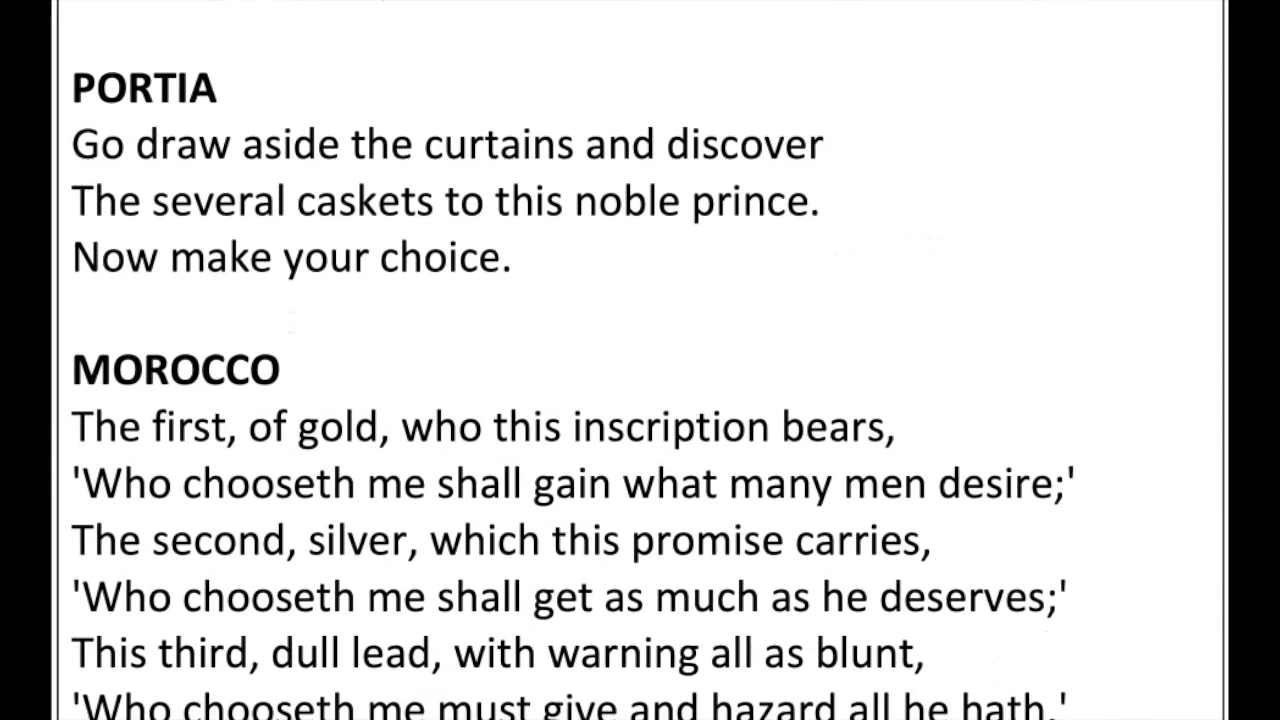 PORTIA
Go draw aside the curtains and discover
The several caskets to this noble prince.
Now make your choice.
MOROCCO
The first, of gold, who this inscription bears,
'Who chooseth me shall gain what many men desire;'
The second, silver, which this promise carries,
'Who chooseth me shall get as much as he deserves;'
This third, dull lead, with warning all as blunt,
'Who chooseth me must give and hazard all he hath.'